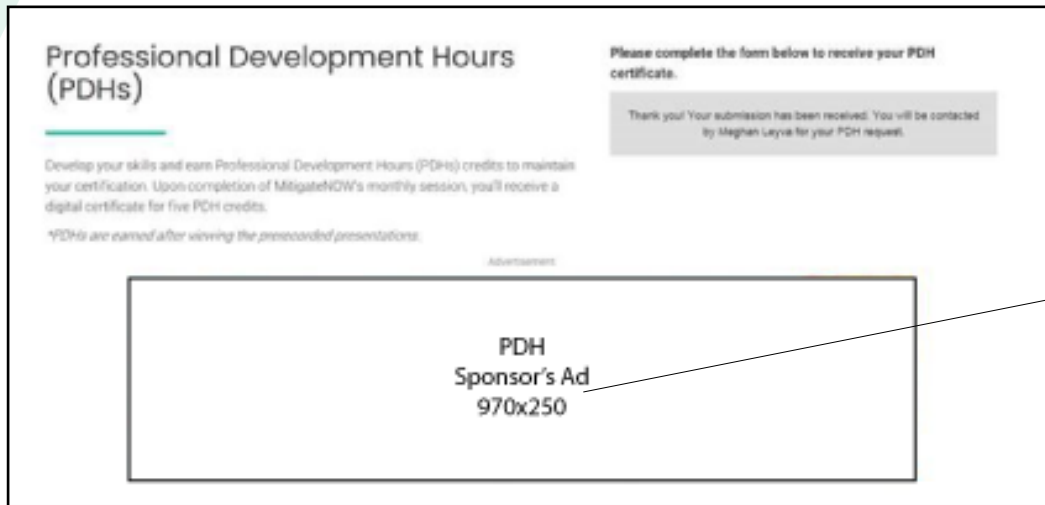 Professional Development Hours
(PDHs)
Develop your skills and earn Professional Development Hours (PDHs) credits to maintain
your certification. Upon completion of MitigateNOW's monthly session, you'll receive a
digital certificate for five PDH credits.
*PDHs are earned after viewing the prerecorded presentations.
Please complete the form below to receive your PDH
certificate.
Thank you! Your submission has been received. You will be contacted
by Meghan Leyva for your PDH request.
Advertisement
PDH
Sponsor's Ad
970x250